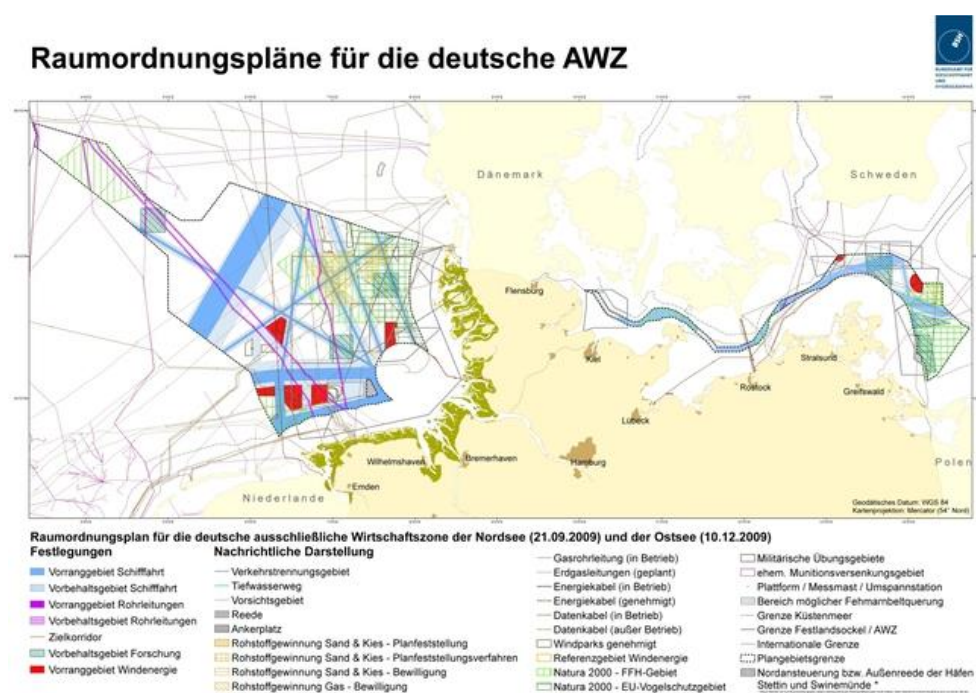 Raumordnungspläne für die deutsche AWZ
BSH
BUNDESAMT FÜR
SEESCHIFFFAHRT
UND
HYDROGRAPHIE
Dänemark
Schweden
Flensburg
Kiel
Stralsund
Rostock
Greifswald
Lübeck
Wilhelmshaven
Bremerhaven
Hamburg
Polen
Emden
Niederlande
Geodätisches Datum: WGS 84
Kartenprojektion: Mercator (54° Nord)
Raumordnungsplan für die deutsche ausschließliche Wirtschaftszone der Nordsee (21.09.2009) und der Ostsee (10.12.2009)
Festlegungen
Vorranggebiet Schifffahrt
Vorbehaltsgebiet Schifffahrt
Vorranggebiet Rohrleitungen
Vorbehaltsgebiet Rohrleitungen
Zielkorridor
Vorbehaltsgebiet Forschung
Vorranggebiet Windenergie
Nachrichtliche Darstellung
Verkehrstrennungsgebiet
Tiefwasserweg
Vorsichtsgebiet
Reede
Ankerplatz
Rohstoffgewinnung Sand & Kies - Planfeststellung
Rohstoffgewinnung Sand & Kies - Planfeststellungsverfahren
Rohstoffgewinnung Sand & Kies - Bewilligung
Rohstoffgewinnung Gas - Bewilligung
Gasrohrleitung (in Betrieb)
Erdgasleitungen (geplant)
Energiekabel (in Betrieb)
Energiekabel (genehmigt)
Datenkabel (in Betrieb)
Datenkabel (außer Betrieb)
Windparks genehmigt
Referenzgebiet Windenergie
Natura 2000 - FFH-Gebiet
Natura 2000 - EU-Vogelschutzgebiet
Militärische Übungsgebiete
ehem. Munitionsversenkungsgebiet
Plattform / Messmast / Umspannstation
Bereich möglicher Fehmarnbeltquerung
Grenze Küstenmeer
Grenze Festlandsockel / AWZ
Internationale Grenze
Plangebietsgrenze
Nordansteuerung bzw. Außenreede der Häfen
Stettin und Swinemünde *